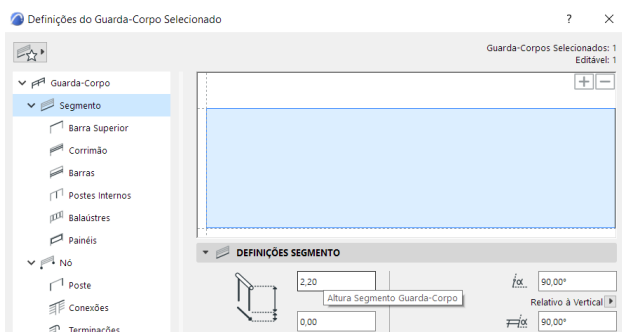 Definições do Guarda-Corpo Selecionado
Guarda-Corpos Selecionados: 1
Editável: 1
Guarda-Corpo
Segmento
Barra Superior
Corrimão
Barras
Postes Internos
Balaústres
Painéis
Nó
Poste
Conexões
Terminações
DEFINIÇÕES SEGMENTO
2,20
Altura Segmento Guarda-Corpo
0,00
α 90,00°
Relativo à Vertical
α 90,00°